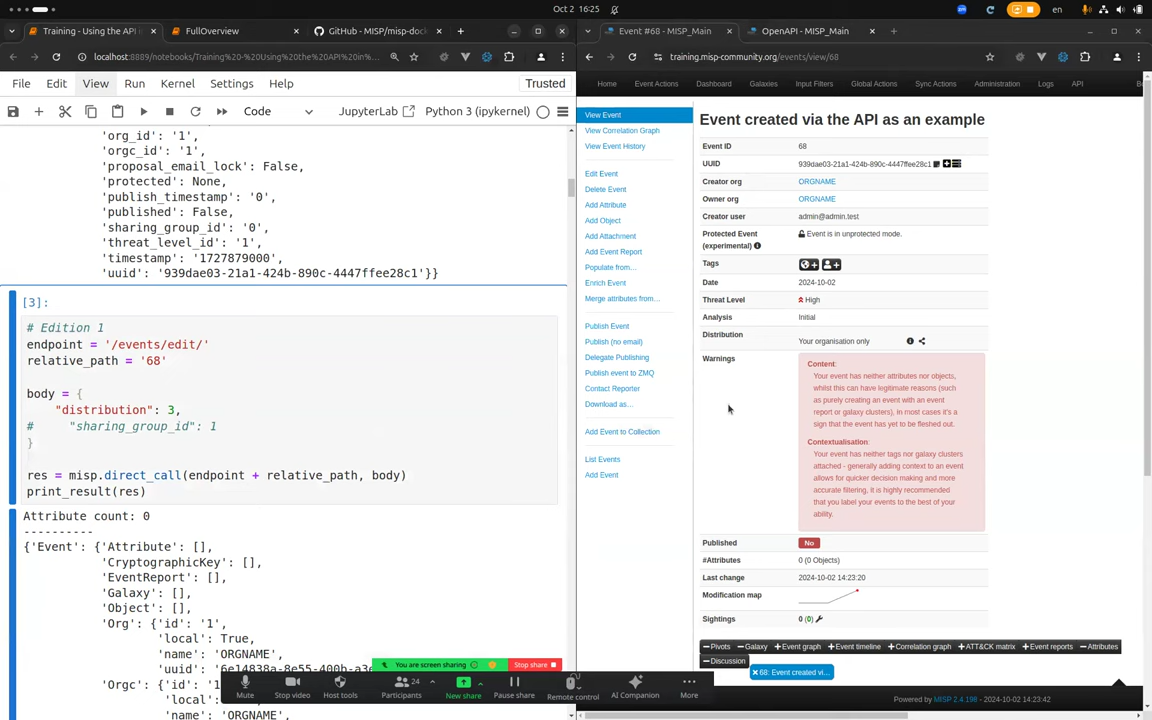 Oct 2 16:25
en
Training - Using the API in
FullOverview
GitHub - MISP/misp-doc
localhost:8889/notebooks/Training%20-%20Using%20the%20API%20in%
File Edit View Run Kernel Settings Help
Trusted
Code
JupyterLab
Python 3 (ipykernel)
'org_id': '1',
'orgc_id': '1',
'proposal_email_lock': False,
'protected': None,
'publish_timestamp': '0',
'published': False,
'sharing_group_id': '0',
'threat_level_id': '1',
'timestamp': '1727879000',
'uuid': '939dae03-21a1-424b-890c-4447ffee28c1'}}
[3]:
# Edition 1
endpoint = '/events/edit/'
relative_path = '68'
body = {
"distribution": 3,
# "sharing_group_id": 1
}
res = misp.direct_call(endpoint + relative_path, body)
print_result(res)
Attribute count: 0
----------
{'Event': {'Attribute': [],
'CryptographicKey': [],
'EventReport': [],
'Galaxy': [],
'Object': [],
'Org': {'id': '1',
'local': True,
'name': 'ORGNAME',
'uuid':
'Orgc': {'id': '1
'local':
'name': 'ORGNAME',
You are screen sharing
Stop share
Mute
Stop video
Host tools
Participants
24
New share
Pause share
Remote control
AI Companion
More
Event #68 - MISP_Main
OpenAPI - MISP_Main
training.misp-community.org/events/view/68
Home Event Actions Dashboard Galaxies Input Filters Global Actions Sync Actions Administration Logs API
View Event
View Correlation Graph
View Event History
Edit Event
Delete Event
Add Attribute
Add Object
Add Attachment
Add Event Report
Populate from...
Enrich Event
Merge attributes from...
Publish Event
Publish (no email)
Delegate Publishing
Publish event to ZMQ
Contact Reporter
Download as...
Add Event to Collection
List Events
Add Event
Event created via the API as an example
Event ID 68
UUID 939dae03-21a1-424b-890c-4447ffee28c1
Creator org ORGNAME
Owner org ORGNAME
Creator user admin@admin.test
Protected Event Event is in unprotected mode.
(experimental)
Tags
Date 2024-10-02
Threat Level High
Analysis Initial
Distribution Your organisation only
Warnings
Content:
Your event has neither attributes nor objects,
whilst this can have legitimate reasons (such
as purely creating an event with an event
report or galaxy clusters), in most cases it's a
sign that the event has yet to be fleshed out.
Contextualisation:
Your event has neither tags nor galaxy clusters
attached - generally adding context to an event
allows for quicker decision making and more
accurate filtering, it is highly recommended
that you label your events to the best of your
ability.
Published No
#Attributes 0 (0 Objects)
Last change 2024-10-02 14:23:20
Modification map
Sightings 0 (0)
Pivots Galaxy Event graph Event timeline Correlation graph ATT&CK matrix Event reports Attributes
Discussion
68: Event created vi...
Powered by MISP 2.4.198 - 2024-10-02 14:23:42